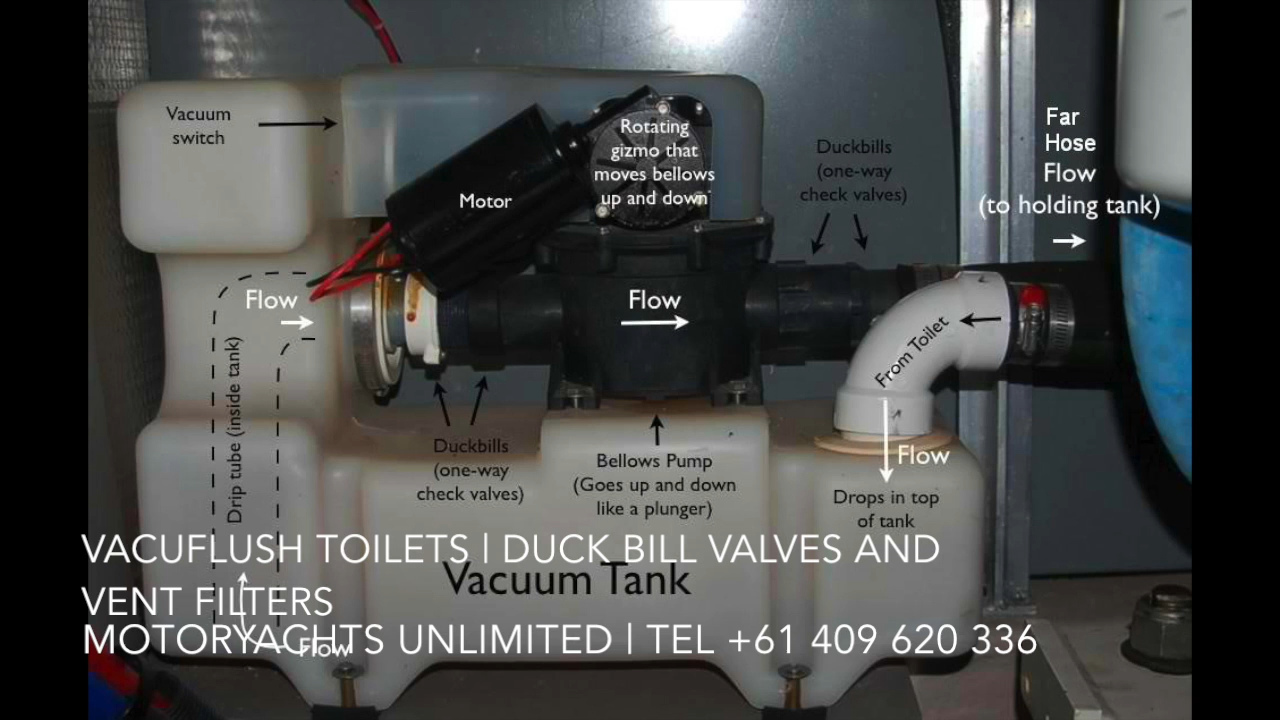 Vacuum
switch
Motor
Rotating
gizmo that
moves bellows
up and down
Duckbills
(one-way
check valves)
Far
Hose
Flow
(to holding tank)
Flow
Flow
From Toilet
Drip tube (inside tank)
Duckbills
(one-way
check valves)
Bellows Pump
(Goes up and down
like a plunger)
Flow
Drops in top
of tank
Vacuum Tank
VACUFLUSH TOILETS | DUCK BILL VALVES AND
VENT FILTERS
MOTORYACHTS UNLIMITED | TEL +61 409 620 336
Flow